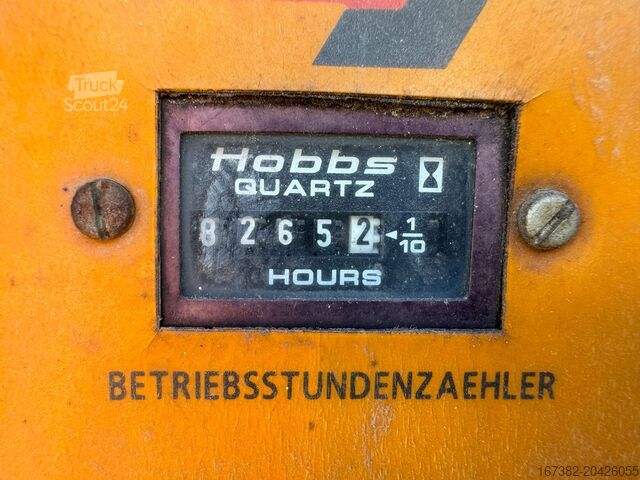 Truck
Scout24
Hobbs
QUARTZ
8 2 6 5 2 ◄ 1/10
HOURS
BETRIEBSSTUNDENZAEHLER
167382-20426055